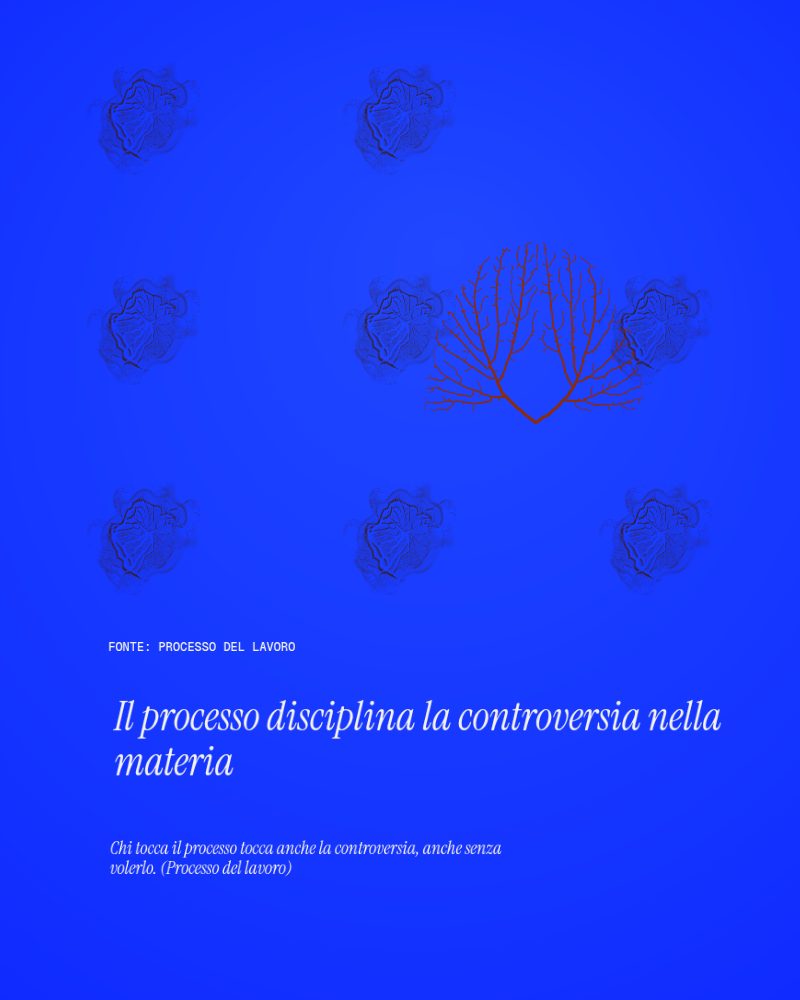 FONTE: PROCESSO DEL LAVORO
Il processo disciplina la controversia nella
materia
Chi tocca il processo tocca anche la controversia, anche senza
volerlo. (Processo del lavoro)